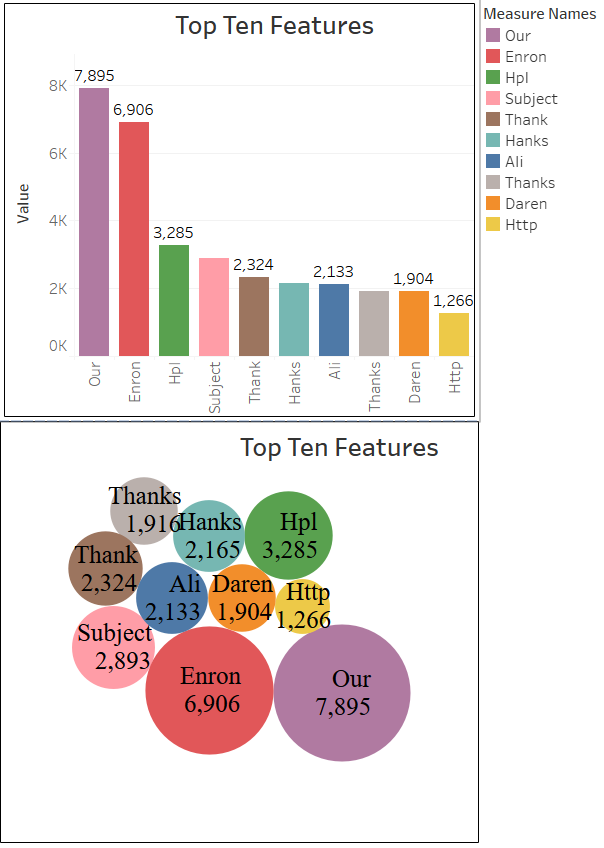 Top Ten Features
Measure Names
Our
Enron
Hpl
Subject
Thank
Hanks
Ali
Thanks
Daren
Http
Value
8K
6K
4K
2K
0K
7,895
6,906
3,285
2,324
2,133
1,904
1,266
Our
Enron
Hpl
Subject
Thank
Hanks
Ali
Thanks
Daren
Http
Top Ten Features
Thanks
1,916
Hanks
2,165
Hpl
3,285
Thank
2,324
Ali
2,133
Daren
1,904
Http
1,266
Subject
2,893
Enron
6,906
Our
7,895